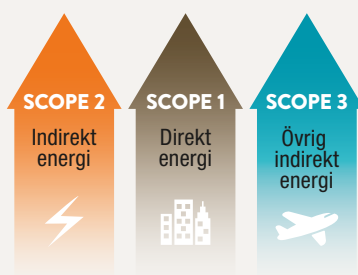 SCOPE 2
Indirekt
energi
SCOPE 1
Direkt
energi
SCOPE 3
Övrig
indirekt
energi